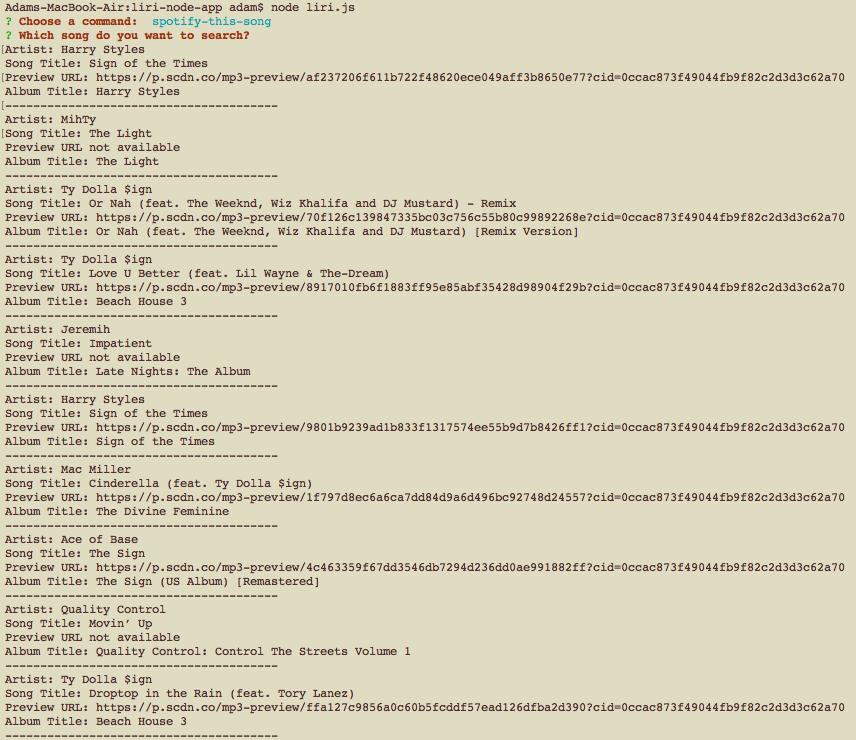 Adams-MacBook-Air:liri-node-app adam$ node liri.js
? Choose a command:  spotify-this-song
? Which song do you want to search?
[Artist: Harry Styles
Song Title: Sign of the Times
[Preview URL: https://p.scdn.co/mp3-preview/af237206f611b722f48620ece049aff3b8650e77?cid=0ccac873f49044fb9f82c2d3d3c62a70
Album Title: Harry Styles
[---------------------------------------
Artist: MihTy
[Song Title: The Light
Preview URL not available
Album Title: The Light
---------------------------------------
Artist: Ty Dolla $ign
Song Title: Or Nah (feat. The Weeknd, Wiz Khalifa and DJ Mustard) - Remix
Preview URL: https://p.scdn.co/mp3-preview/70f126c139847335bc03c756c55b80c99892268e?cid=0ccac873f49044fb9f82c2d3d3c62a70
Album Title: Or Nah (feat. The Weeknd, Wiz Khalifa and DJ Mustard) [Remix Version]
---------------------------------------
Artist: Ty Dolla $ign
Song Title: Love U Better (feat. Lil Wayne & The-Dream)
Preview URL: https://p.scdn.co/mp3-preview/8917010fb6f1883ff95e85abf35428d98904f29b?cid=0ccac873f49044fb9f82c2d3d3c62a70
Album Title: Beach House 3
---------------------------------------
Artist: Jeremih
Song Title: Impatient
Preview URL not available
Album Title: Late Nights: The Album
---------------------------------------
Artist: Harry Styles
Song Title: Sign of the Times
Preview URL: https://p.scdn.co/mp3-preview/9801b9239ad1b833f1317574ee55b9d7b8426ff1?cid=0ccac873f49044fb9f82c2d3d3c62a70
Album Title: Sign of the Times
---------------------------------------
Artist: Mac Miller
Song Title: Cinderella (feat. Ty Dolla $ign)
Preview URL: https://p.scdn.co/mp3-preview/1f797d8ec6a6ca7dd84d9a6d496bc92748d24557?cid=0ccac873f49044fb9f82c2d3d3c62a70
Album Title: The Divine Feminine
---------------------------------------
Artist: Ace of Base
Song Title: The Sign
Preview URL: https://p.scdn.co/mp3-preview/4c463359f67dd3546db7294d236dd0ae991882ff?cid=0ccac873f49044fb9f82c2d3d3c62a70
Album Title: The Sign (US Album) [Remastered]
---------------------------------------
Artist: Quality Control
Song Title: Movin’ Up
Preview URL not available
Album Title: Quality Control: Control The Streets Volume 1
---------------------------------------
Artist: Ty Dolla $ign
Song Title: Droptop in the Rain (feat. Tory Lanez)
Preview URL: https://p.scdn.co/mp3-preview/ffa127c9856a0c60b5fcddf57ead126dfba2d390?cid=0ccac873f49044fb9f82c2d3d3c62a70
Album Title: Beach House 3
---------------------------------------